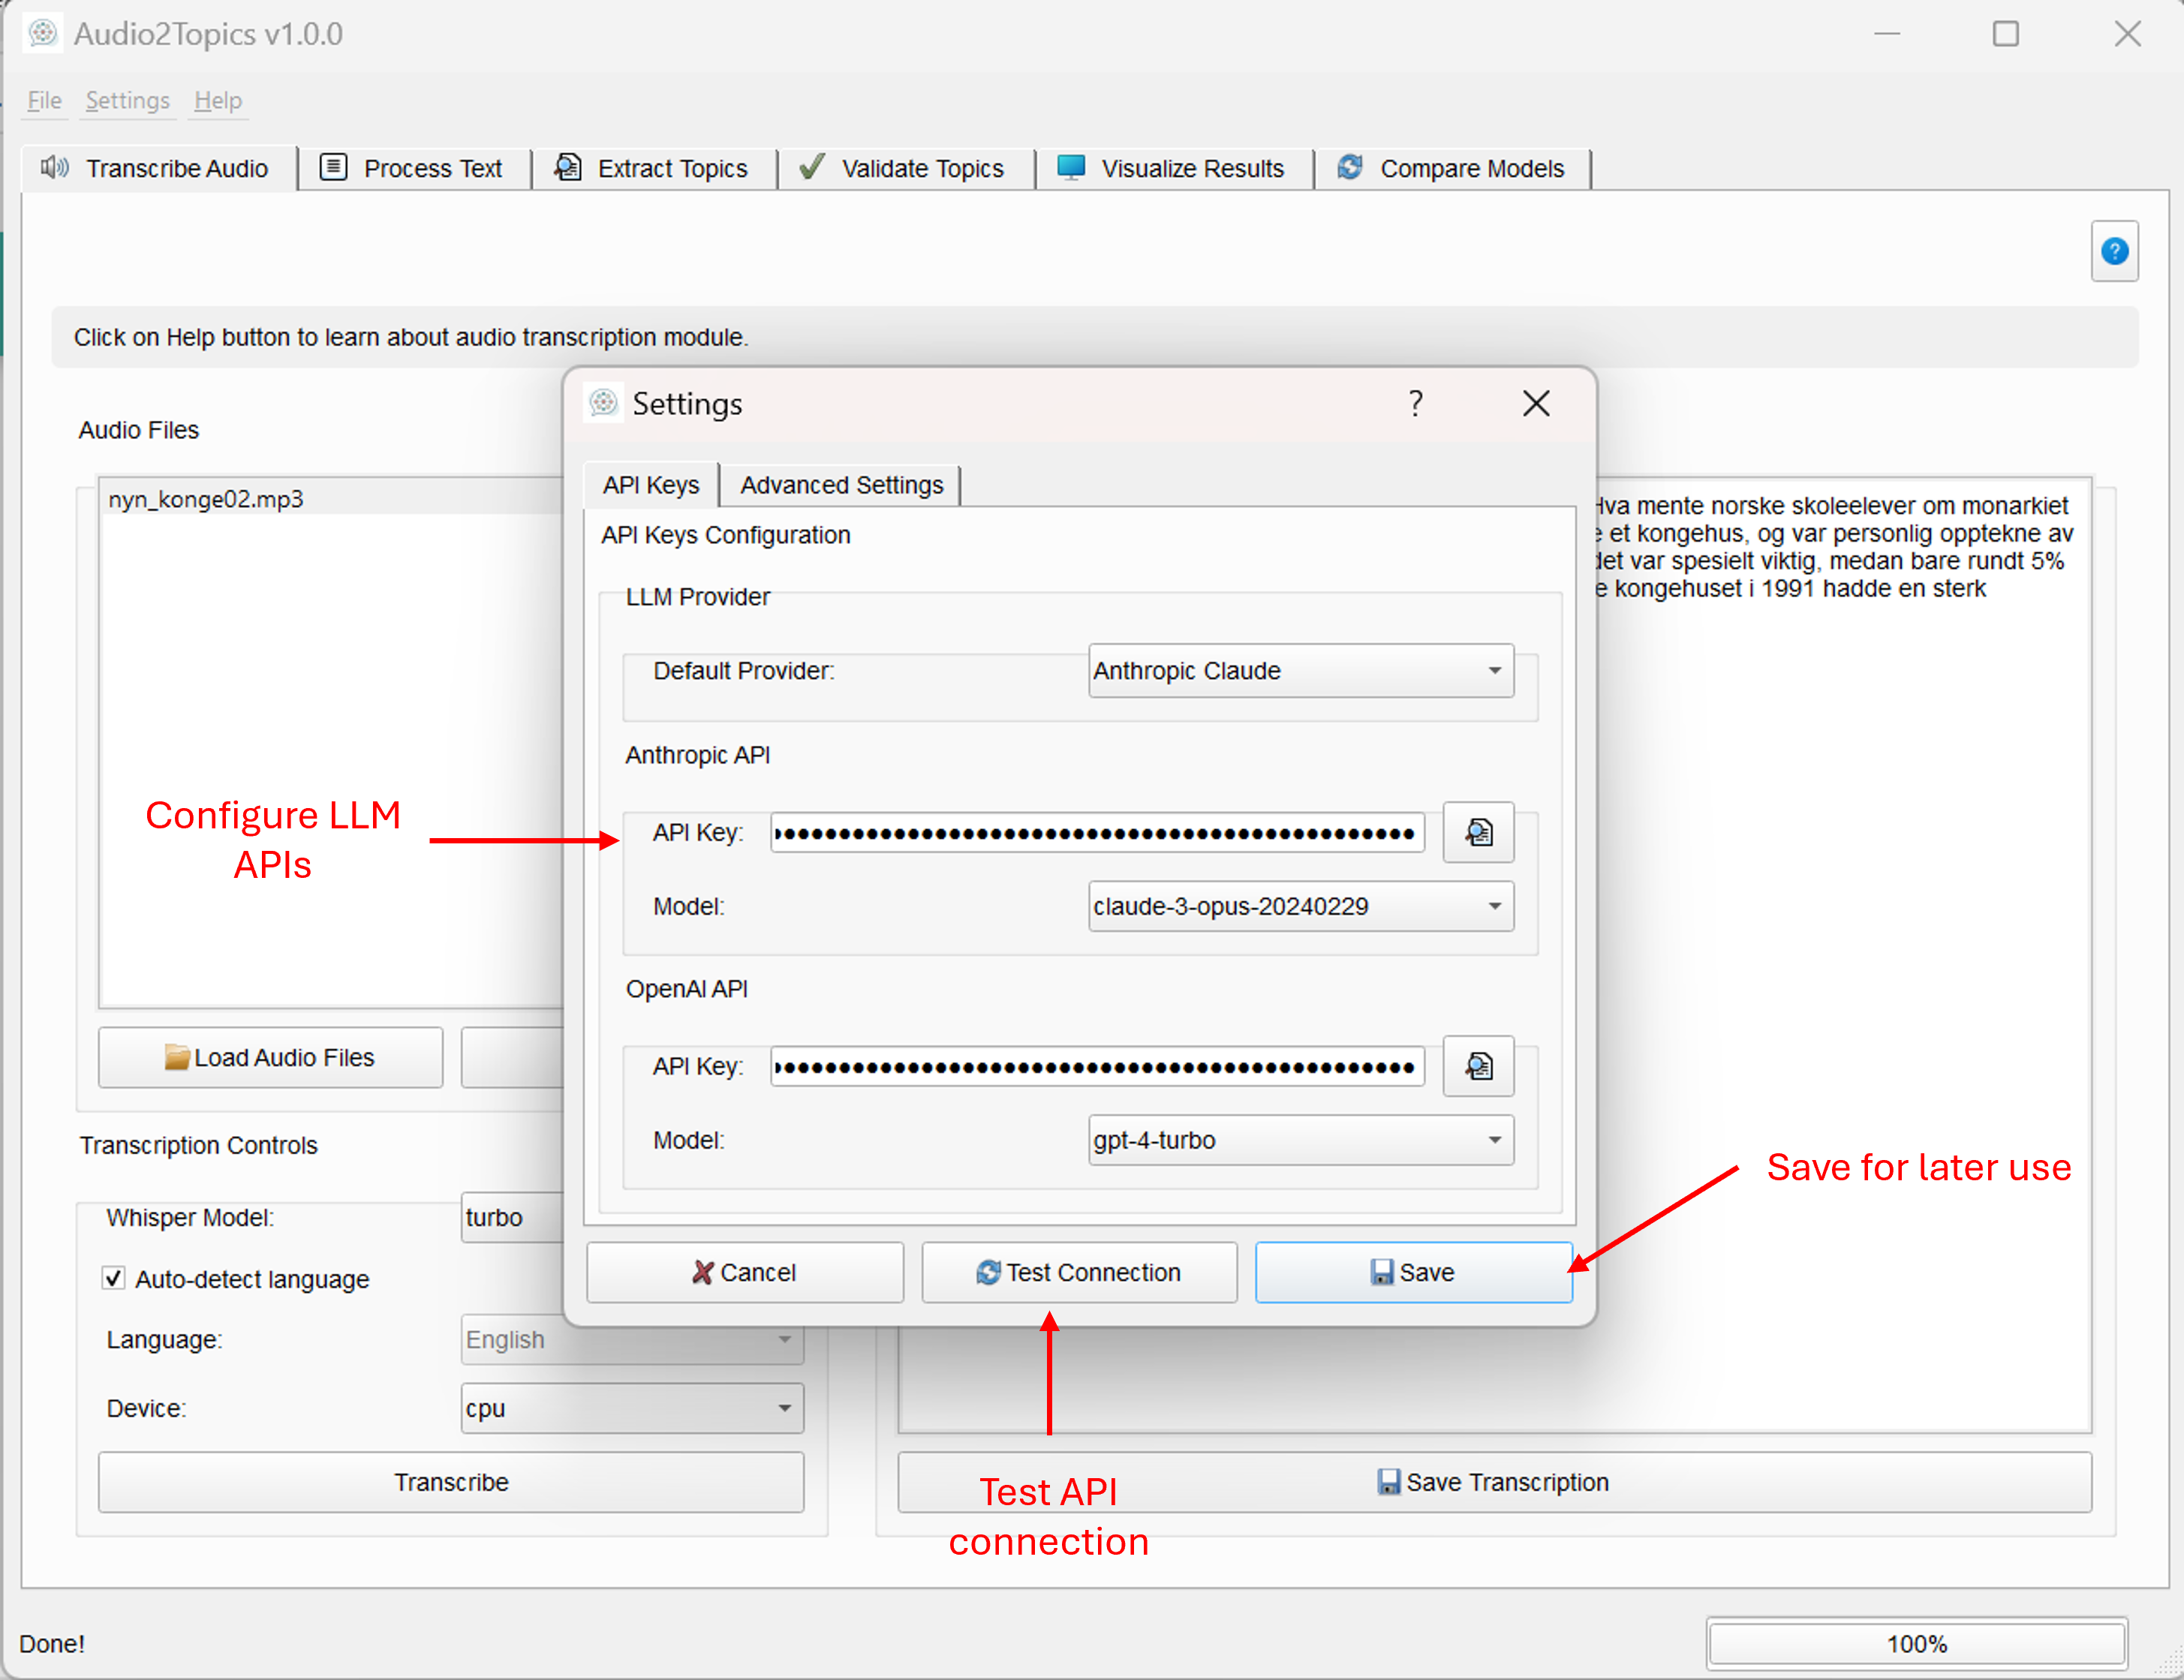 Audio2Topics v1.0.0
File Settings Help
Transcribe Audio Process Text Extract Topics Validate Topics Visualize Results Compare Models
?
Click on Help button to learn about audio transcription module.
Audio Files
nyn_konge02.mp3
Load Audio Files
Configure LLM
APIs
Transcription Controls
Whisper Model: turbo
Auto-detect language
Language: English
Device: cpu
Transcribe
Settings ?
API Keys Advanced Settings
API Keys Configuration
LLM Provider
Default Provider: Anthropic Claude
Anthropic API
API Key: ••••••••••••••••••••••••••••••••••••••••••••••
Model: claude-3-opus-20240229
OpenAI API
API Key: ••••••••••••••••••••••••••••••••••••••••••••••
Model: gpt-4-turbo
Cancel Test Connection Save
Test API
connection
Save for later use
Hva mente norske skoleelever om monarkiet
et kongehus, og var personlig opptekne av
det var spesielt viktig, medan bare rundt 5%
kongehuset i 1991 hadde en sterk
Save Transcription
Done!
100%